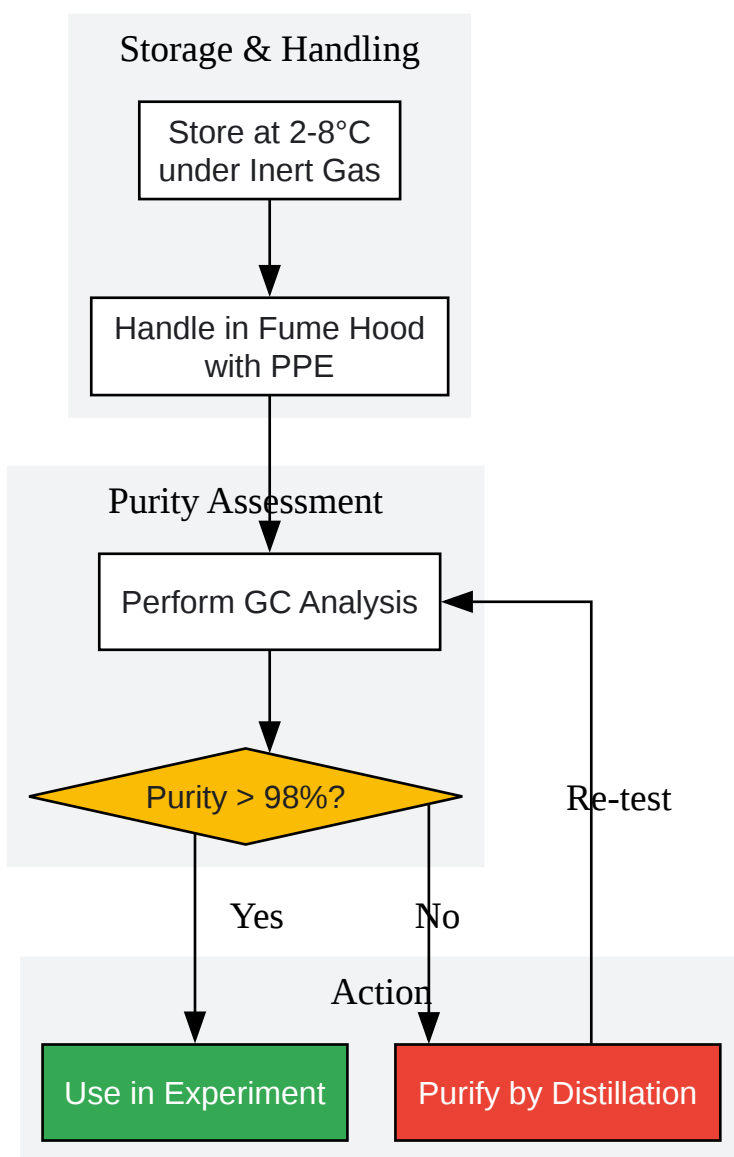 Storage & Handling
Store at 2-8°C
under Inert Gas
Handle in Fume Hood
with PPE
Purity Assessment
Perform GC Analysis
Purity > 98%?
Re-test
Yes
No
Action
Use in Experiment
Purify by Distillation